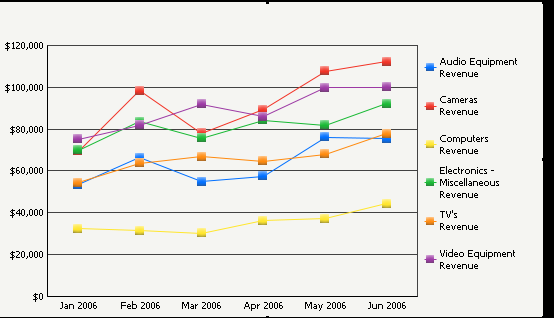 $120,000
$100,000
$80,000
$60,000
$40,000
$20,000
$0
Jan 2006 Feb 2006 Mar 2006 Apr 2006 May 2006 Jun 2006
Audio Equipment
Revenue
Cameras
Revenue
Computers
Revenue
Electronics -
Miscellaneous
Revenue
TV's
Revenue
Video Equipment
Revenue